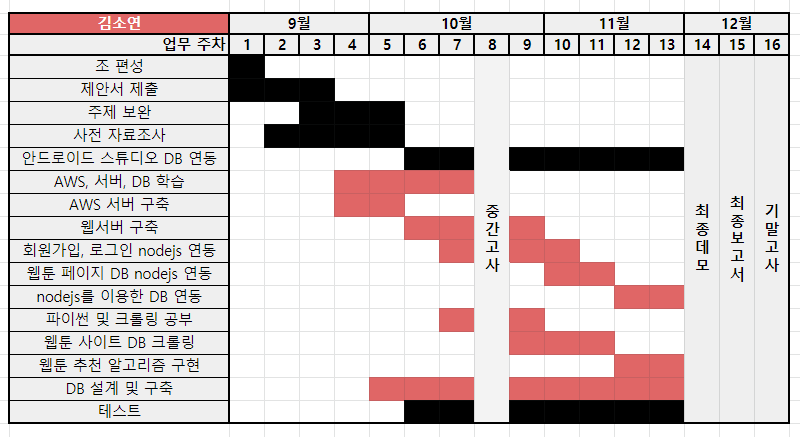 김소연 9월 10월 11월 12월
업무 주차 1 2 3 4 5 6 7 8 9 10 11 12 13 14 15 16
조 편성
제안서 제출
주제 보완
사전 자료조사
안드로이드 스튜디오 DB 연동
AWS, 서버, DB 학습
AWS 서버 구축
웹서버 구축
회원가입, 로그인 nodejs 연동
웹툰 페이지 DB nodejs 연동
nodejs를 이용한 DB 연동
파이썬 및 크롤링 공부
웹툰 사이트 DB 크롤링
웹툰 추천 알고리즘 구현
DB 설계 및 구축
테스트
중간고사
최종데모
최종보고서
기말고사